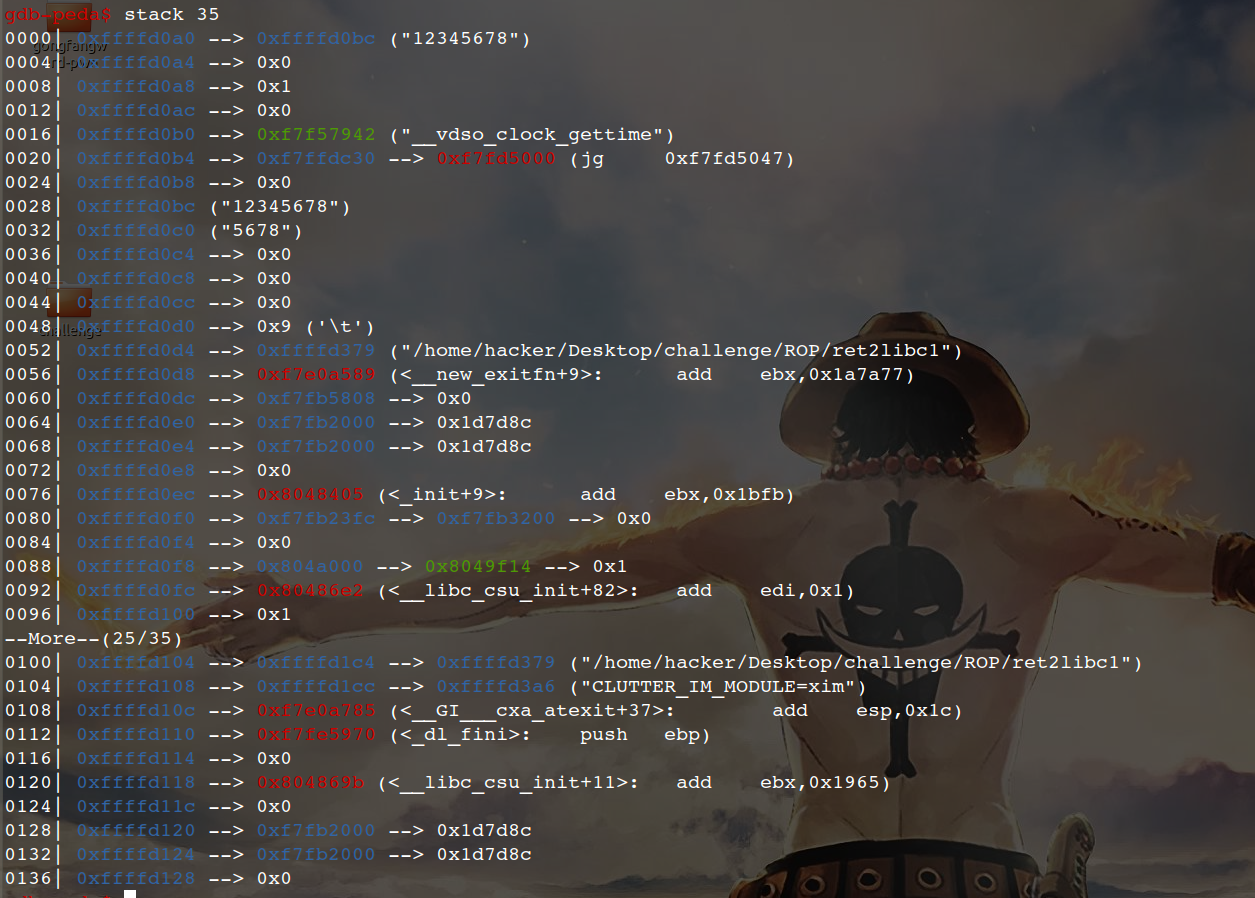 gdb-peda$ stack 35
0000| 0xffffd0a0 --> 0xffffd0bc ("12345678")
0004| 0xffffd0a4 --> 0x0
0008| 0xffffd0a8 --> 0x1
0012| 0xffffd0ac --> 0x0
0016| 0xffffd0b0 --> 0xf7f57942 ("__vdso_clock_gettime")
0020| 0xffffd0b4 --> 0xf7ffdc30 --> 0xf7fd5000 (jg     0xf7fd5047)
0024| 0xffffd0b8 --> 0x0
0028| 0xffffd0bc ("12345678")
0032| 0xffffd0c0 ("5678")
0036| 0xffffd0c4 --> 0x0
0040| 0xffffd0c8 --> 0x0
0044| 0xffffd0cc --> 0x0
0048| 0xffffd0d0 --> 0x9 ('\t')
0052| 0xffffd0d4 --> 0xffffd379 ("/home/hacker/Desktop/challenge/ROP/ret2libc1")
0056| 0xffffd0d8 --> 0xf7e0a589 (<__new_exitfn+9>:      add    ebx,0x1a7a77)
0060| 0xffffd0dc --> 0xf7fb5808 --> 0x0
0064| 0xffffd0e0 --> 0xf7fb2000 --> 0x1d7d8c
0068| 0xffffd0e4 --> 0xf7fb2000 --> 0x1d7d8c
0072| 0xffffd0e8 --> 0x0
0076| 0xffffd0ec --> 0x8048405 (<_init+9>:      add    ebx,0x1bfb)
0080| 0xffffd0f0 --> 0xf7fb23fc --> 0xf7fb3200 --> 0x0
0084| 0xffffd0f4 --> 0x0
0088| 0xffffd0f8 --> 0x804a000 --> 0x8049f14 --> 0x1
0092| 0xffffd0fc --> 0x80486e2 (<__libc_csu_init+82>:   add    edi,0x1)
0096| 0xffffd100 --> 0x1
--More--(25/35)
0100| 0xffffd104 --> 0xffffd1c4 --> 0xffffd379 ("/home/hacker/Desktop/challenge/ROP/ret2libc1")
0104| 0xffffd108 --> 0xffffd1cc --> 0xffffd3a6 ("CLUTTER_IM_MODULE=xim")
0108| 0xffffd10c --> 0xf7e0a785 (<__GI___cxa_atexit+37>:        add    esp,0x1c)
0112| 0xffffd110 --> 0xf7fe5970 (<_dl_fini>:    push   ebp)
0116| 0xffffd114 --> 0x0
0120| 0xffffd118 --> 0x804869b (<__libc_csu_init+11>:   add    ebx,0x1965)
0124| 0xffffd11c --> 0x0
0128| 0xffffd120 --> 0xf7fb2000 --> 0x1d7d8c
0132| 0xffffd124 --> 0xf7fb2000 --> 0x1d7d8c
0136| 0xffffd128 --> 0x0